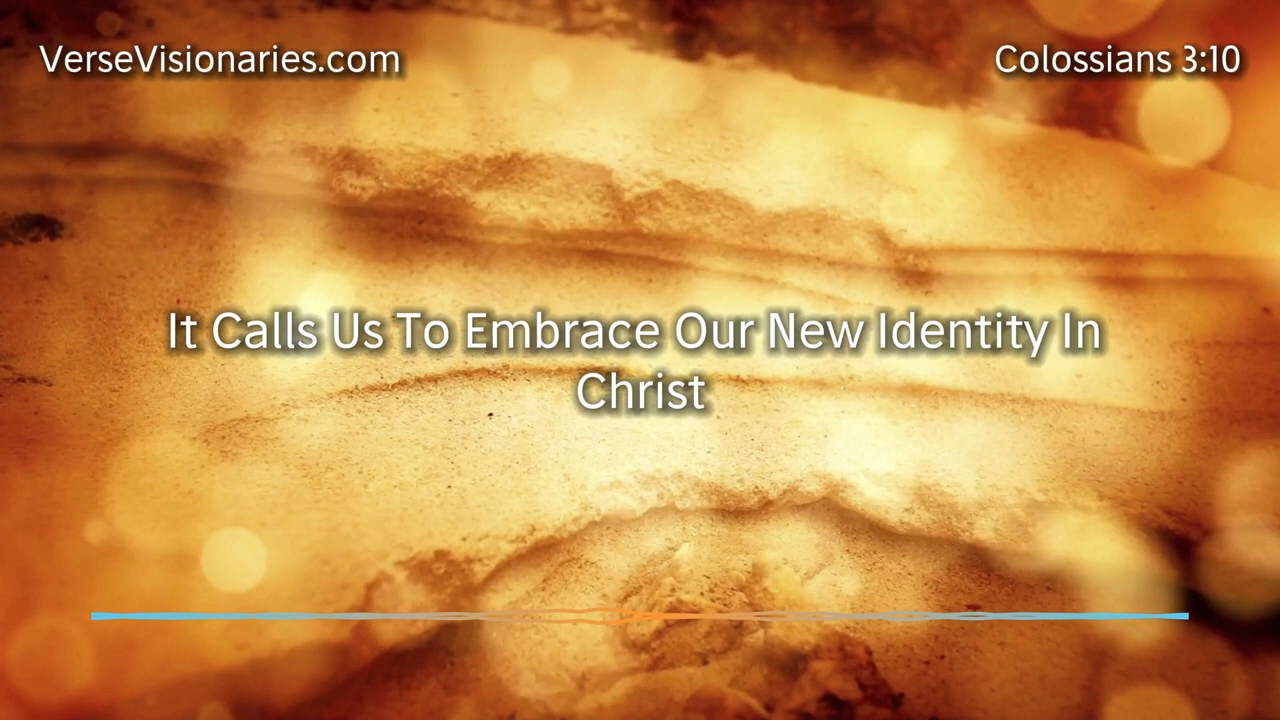 VerseVisionaries.com
Colossians 3:10
It Calls Us To Embrace Our New Identity In
Christ